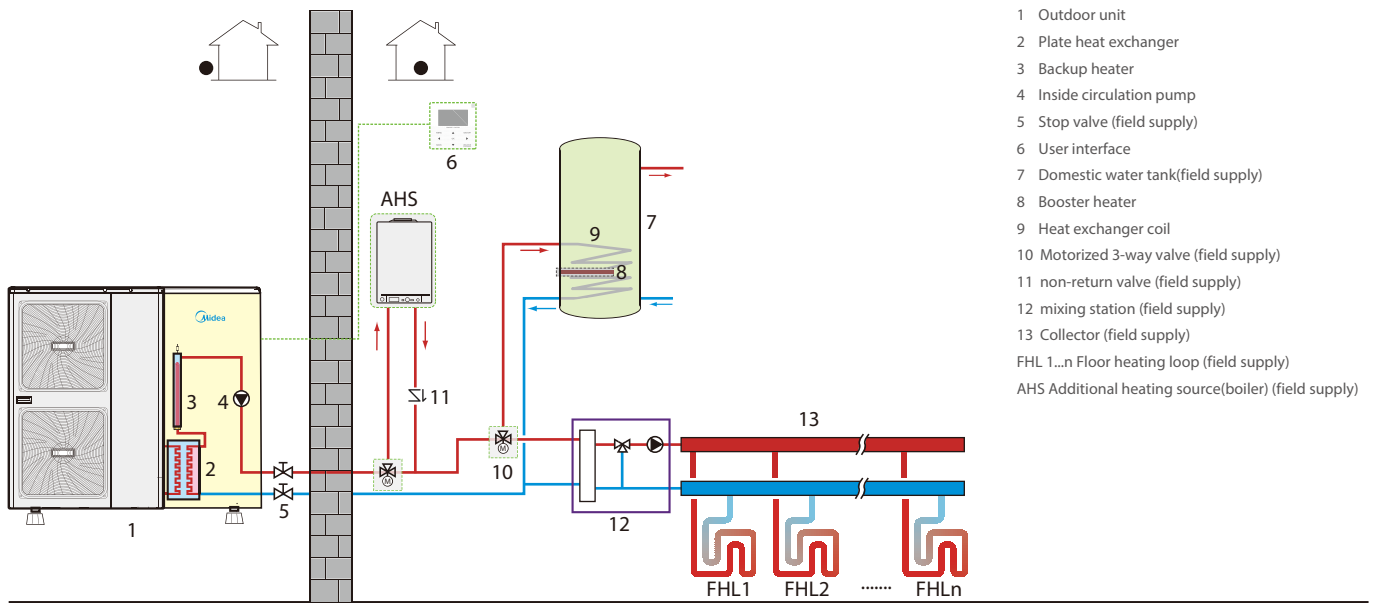 1 Outdoor unit
2 Plate heat exchanger
3 Backup heater
4 Inside circulation pump
5 Stop valve (field supply)
6 User interface
7 Domestic water tank(field supply)
8 Booster heater
9 Heat exchanger coil
10 Motorized 3-way valve (field supply)
11 non-return valve (field supply)
12 mixing station (field supply)
13 Collector (field supply)
FHL 1...n Floor heating loop (field supply)
AHS Additional heating source(boiler) (field supply)
6
AHS
7
9
8
Midea
3
4
11
13
2
M
M
10
5
12
1
FHL1
FHL2
.......
FHLn